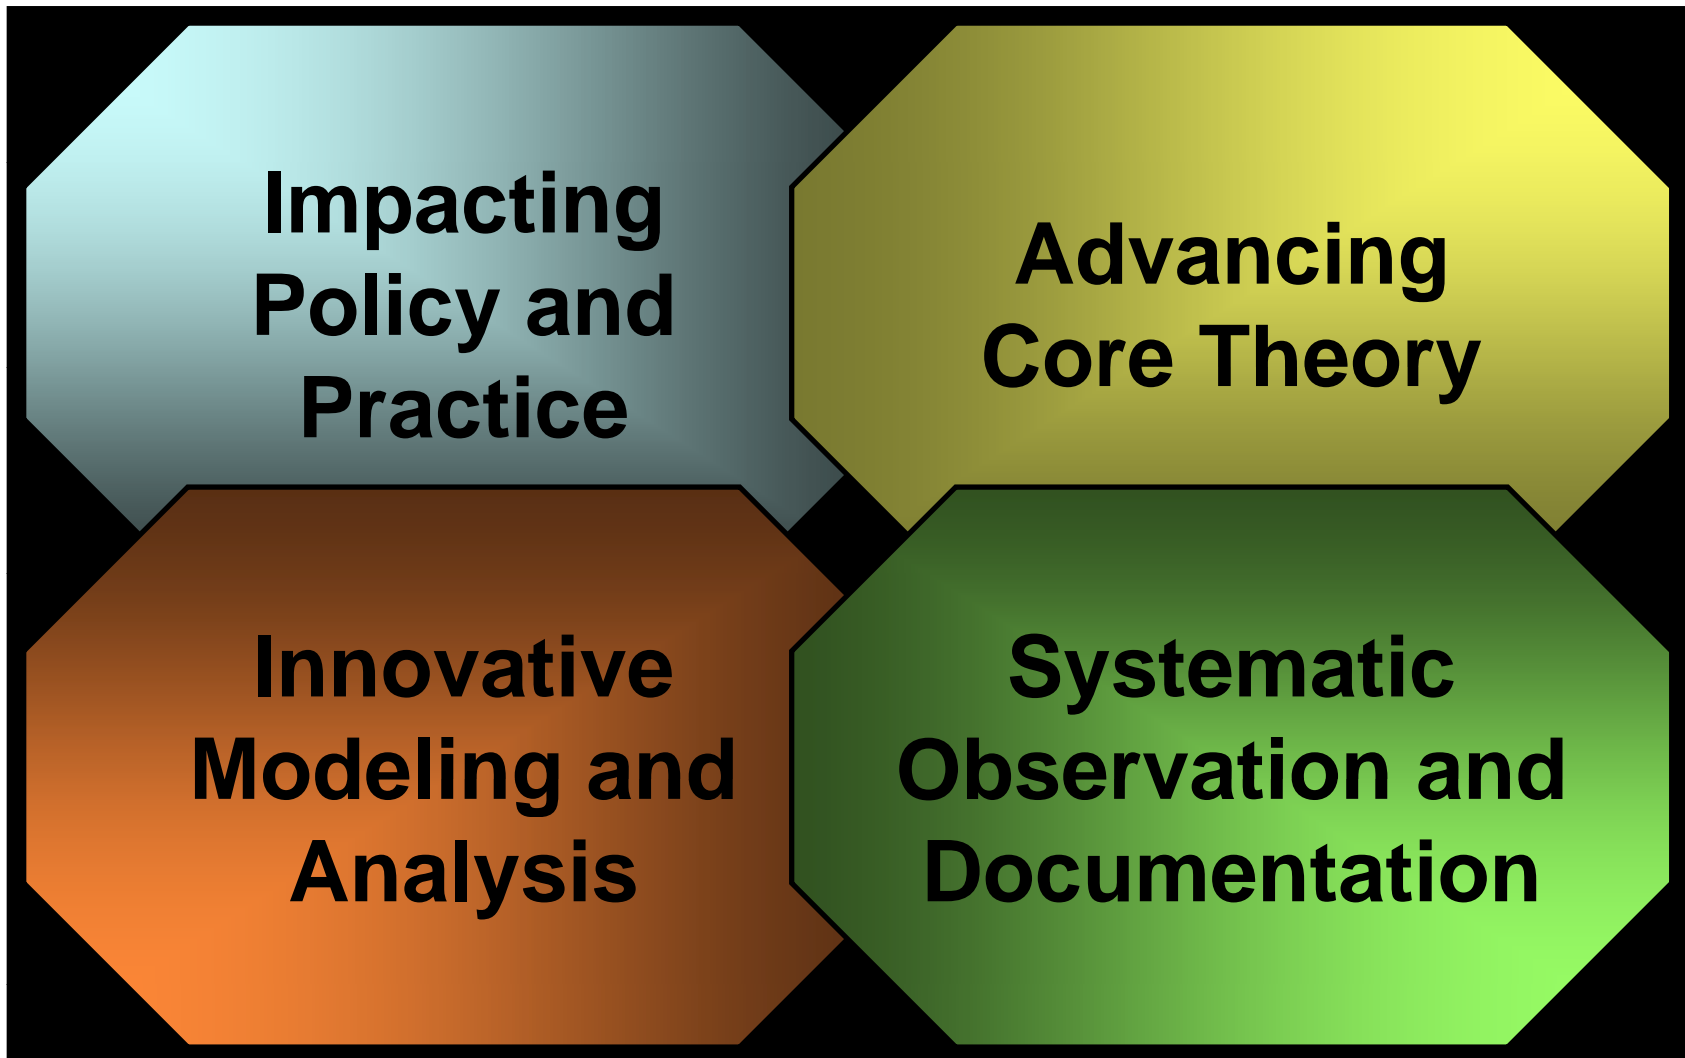 Impacting
Policy and
Practice
Advancing
Core Theory
Innovative
Modeling and
Analysis
Systematic
Observation and
Documentation